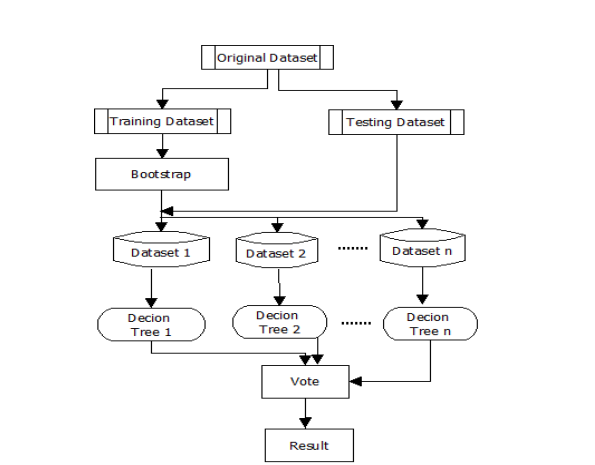 Original Dataset
Training Dataset
Testing Dataset
Bootstrap
Dataset 1
Dataset 2
Dataset n
Decion
Tree 1
Decion
Tree 2
Decion
Tree n
Vote
Result